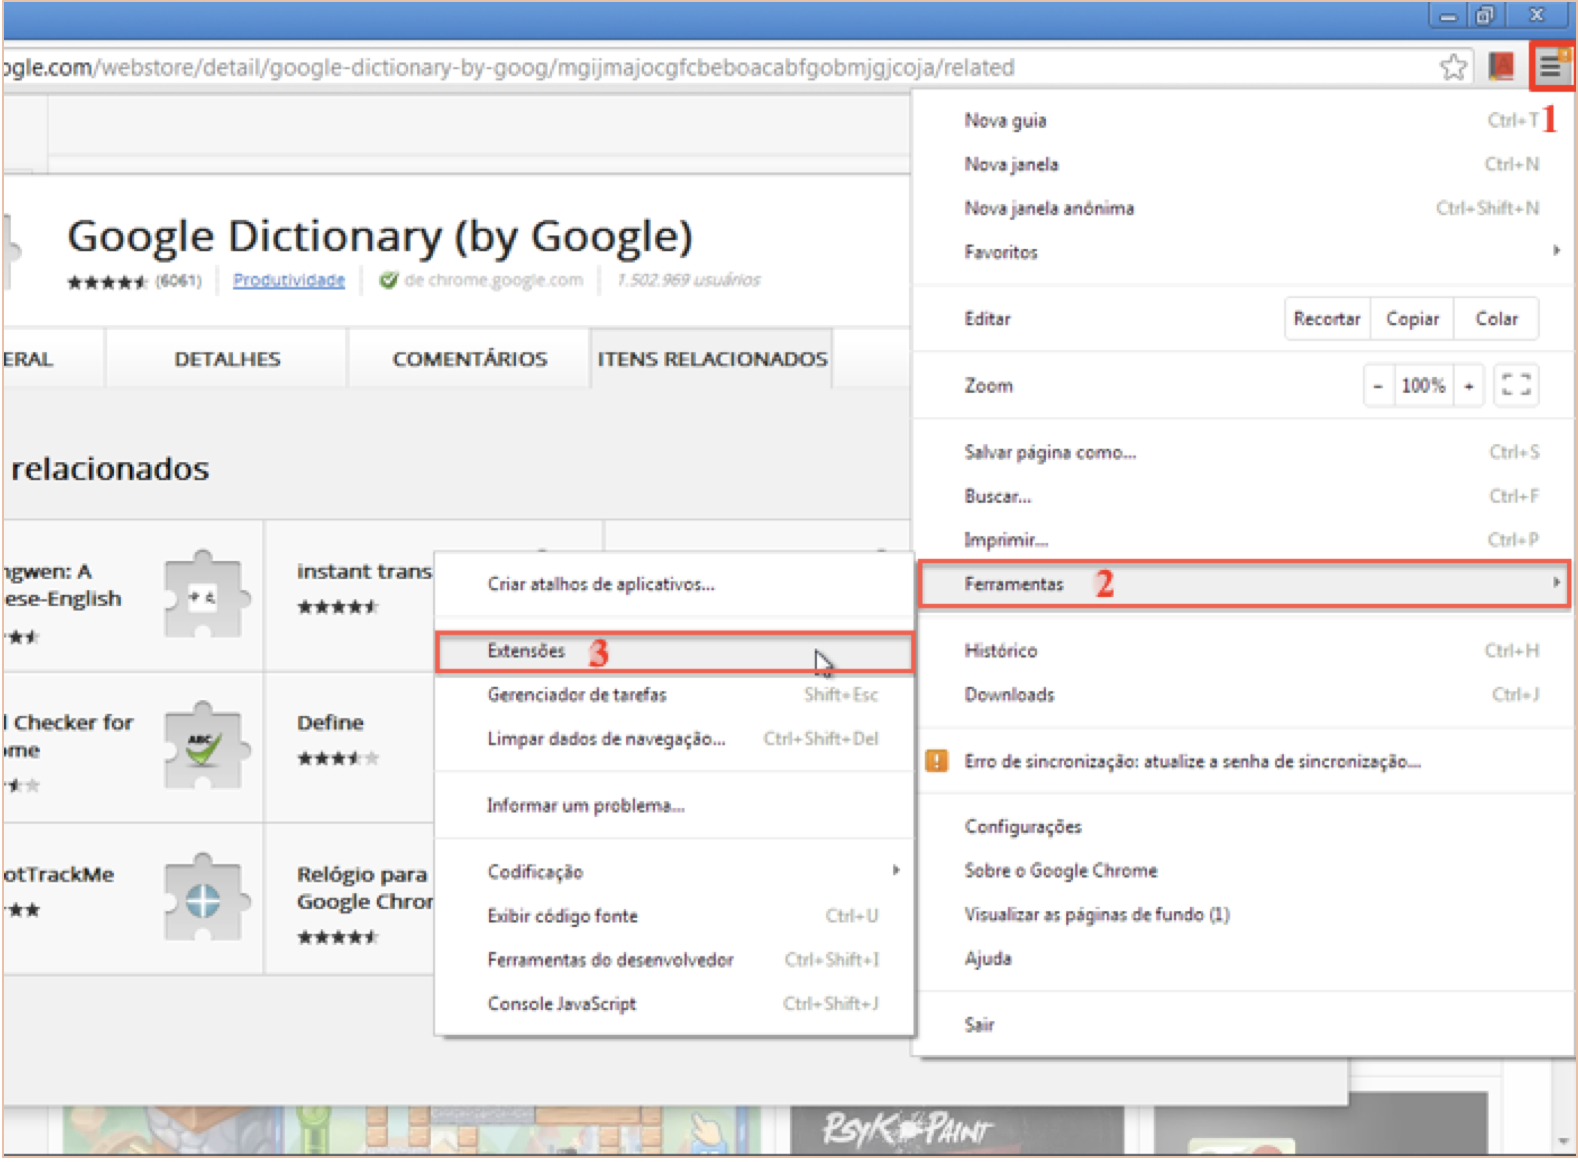 ogle.com/webstore/detail/google-dictionary-by-goog/mgijmajocgfcbeboacabfgobmjgjcoja/related
1
Google Dictionary (by Google)
(6061) Produtividade de chrome.google.com 1.502.969 usuários
ERAL DETALHES COMENTÁRIOS ITENS RELACIONADOS
relacionados
ngwen: A
ese-English
instant trans
l Checker for
ome
ABC
Define
otTrackMe
Relógio para
Google Chror
Nova guia Ctrl+T
Nova janela Ctrl+N
Nova janela anônima Ctrl+Shift+N
Favoritos
Editar Recortar Copiar Colar
Zoom - 100% +
Salvar página como... Ctrl+S
Buscar... Ctrl+F
Imprimir... Ctrl+P
Ferramentas 2
Histórico Ctrl+H
Downloads Ctrl+J
Erro de sincronização: atualize a senha de sincronização...
Configurações
Sobre o Google Chrome
Visualizar as páginas de fundo (1)
Ajuda
Sair
Criar atalhos de aplicativos...
Extensões 3
Gerenciador de tarefas Shift+Esc
Limpar dados de navegação... Ctrl+Shift+Del
Informar um problema...
Codificação
Exibir código fonte Ctrl+U
Ferramentas do desenvolvedor Ctrl+Shift+I
Console JavaScript Ctrl+Shift+J
PsyKoPaint